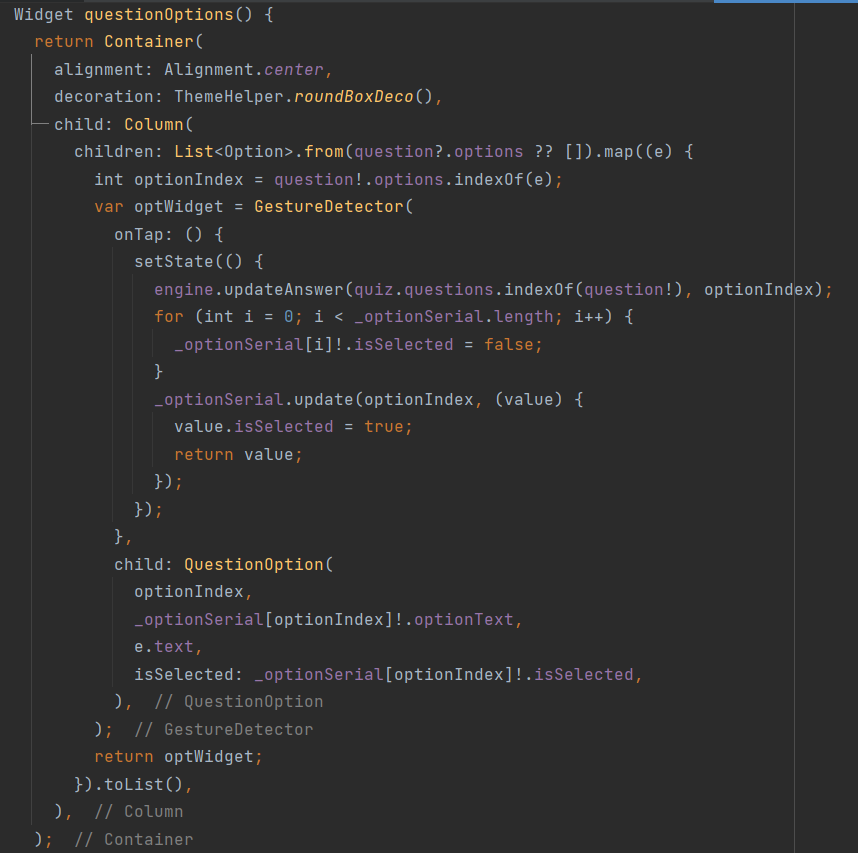 Widget questionOptions() {
  return Container(
    alignment: Alignment.center,
    decoration: ThemeHelper.roundBoxDeco(),
    child: Column(
      children: List<Option>.from(question?.options ?? []).map((e) {
        int optionIndex = question!.options.indexOf(e);
        var optWidget = GestureDetector(
          onTap: () {
            setState(() {
              engine.updateAnswer(quiz.questions.indexOf(question!), optionIndex);
              for (int i = 0; i < _optionSerial.length; i++) {
                _optionSerial[i]!.isSelected = false;
              }
              _optionSerial.update(optionIndex, (value) {
                value.isSelected = true;
                return value;
              });
            });
          },
          child: QuestionOption(
            optionIndex,
            _optionSerial[optionIndex]!.optionText,
            e.text,
            isSelected: _optionSerial[optionIndex]!.isSelected,
          ),  // QuestionOption
        );  // GestureDetector
        return optWidget;
      }).toList(),
    ),  // Column
  );  // Container